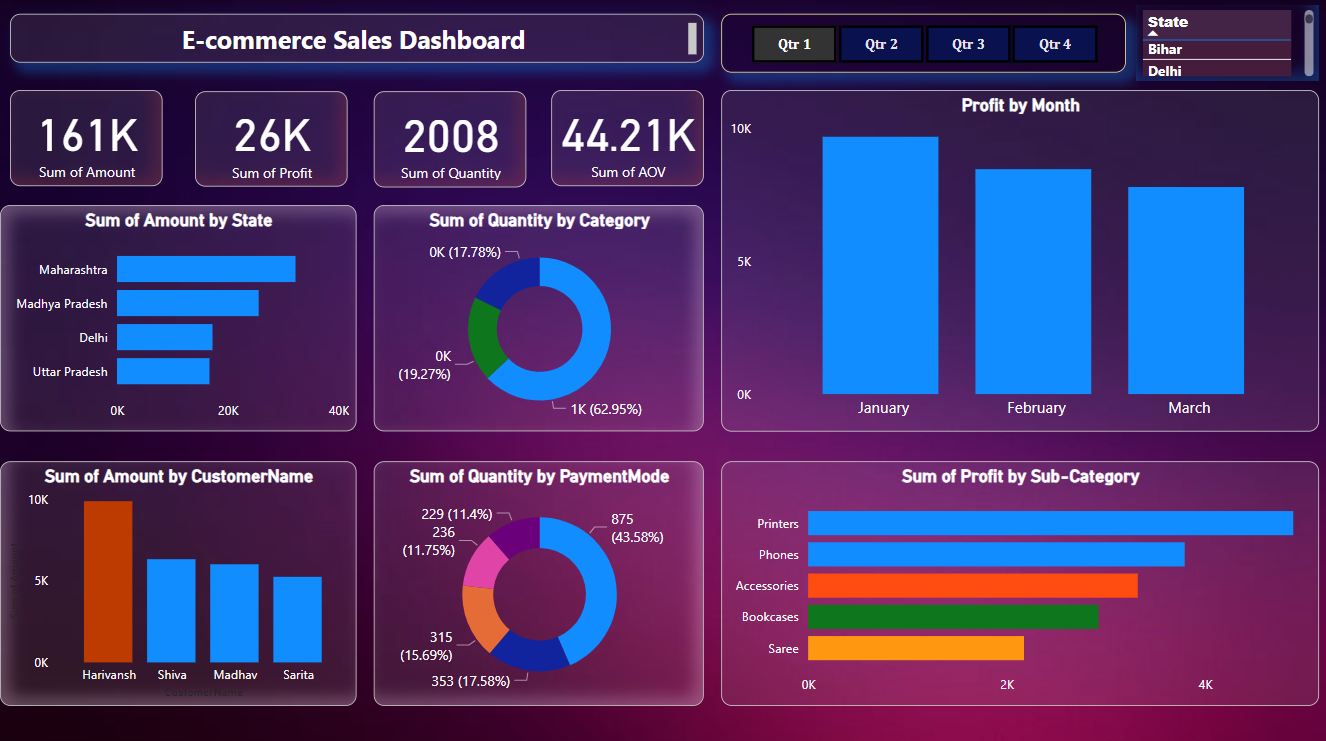 E-commerce Sales Dashboard
Qtr 1
Qtr 2
Qtr 3
Qtr 4
State
Bihar
Delhi
161K
Sum of Amount
26K
Sum of Profit
2008
Sum of Quantity
44.21K
Sum of AOV
Profit by Month
10K
5K
0K
January
February
March
Sum of Amount by State
Maharashtra
Madhya Pradesh
Delhi
Uttar Pradesh
0K
20K
40K
Sum of Quantity by Category
0K (17.78%)
0K
(19.27%)
1K (62.95%)
Sum of Amount by CustomerName
10K
5K
0K
Harivansh
Shiva
Madhav
Sarita
CustomerName
Sum of Quantity by PaymentMode
229 (11.4%)
236
(11.75%)
315
(15.69%)
353 (17.58%)
875
(43.58%)
Sum of Profit by Sub-Category
Printers
Phones
Accessories
Bookcases
Saree
0K
2K
4K